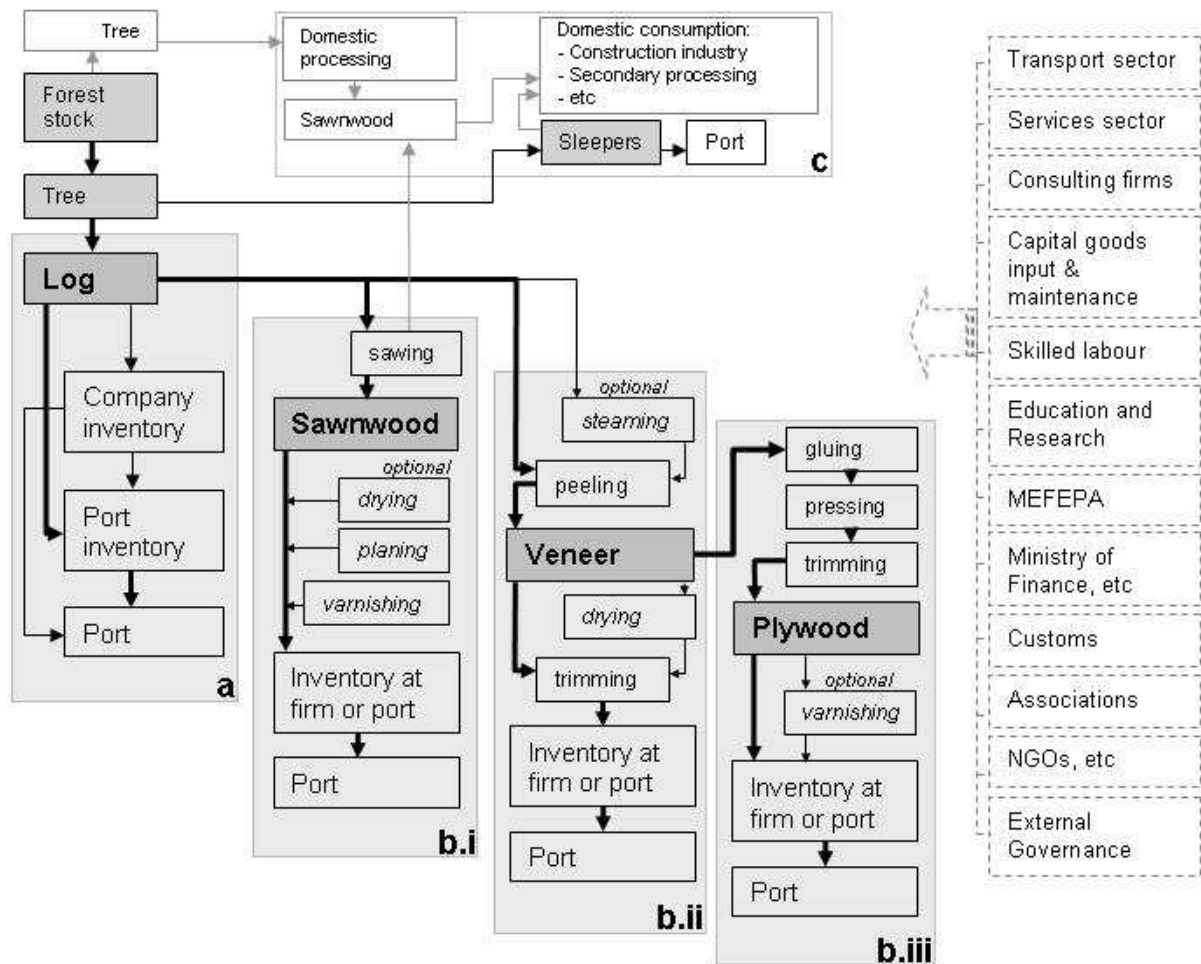 Tree
Forest
stock
Tree
Domestic
processing
Sawnwood
Domestic consumption:
- Construction industry
- Secondary processing
- etc
Sleepers
Port
c
Log
Company
inventory
Port
inventory
Port
a
sawing
Sawnwood
optional
drying
planing
varnishing
Inventory at
firm or port
Port
b.i
optional
steaming
peeling
Veneer
drying
trimming
Inventory at
firm or port
Port
b.ii
gluing
pressing
trimming
Plywood
optional
varnishing
Inventory at
firm or port
Port
b.iii
Transport sector
Services sector
Consulting firms
Capital goods
input &
maintenance
Skilled labour
Education and
Research
MEFEPA
Ministry of
Finance, etc
Customs
Associations
NGOs, etc
External
Governance